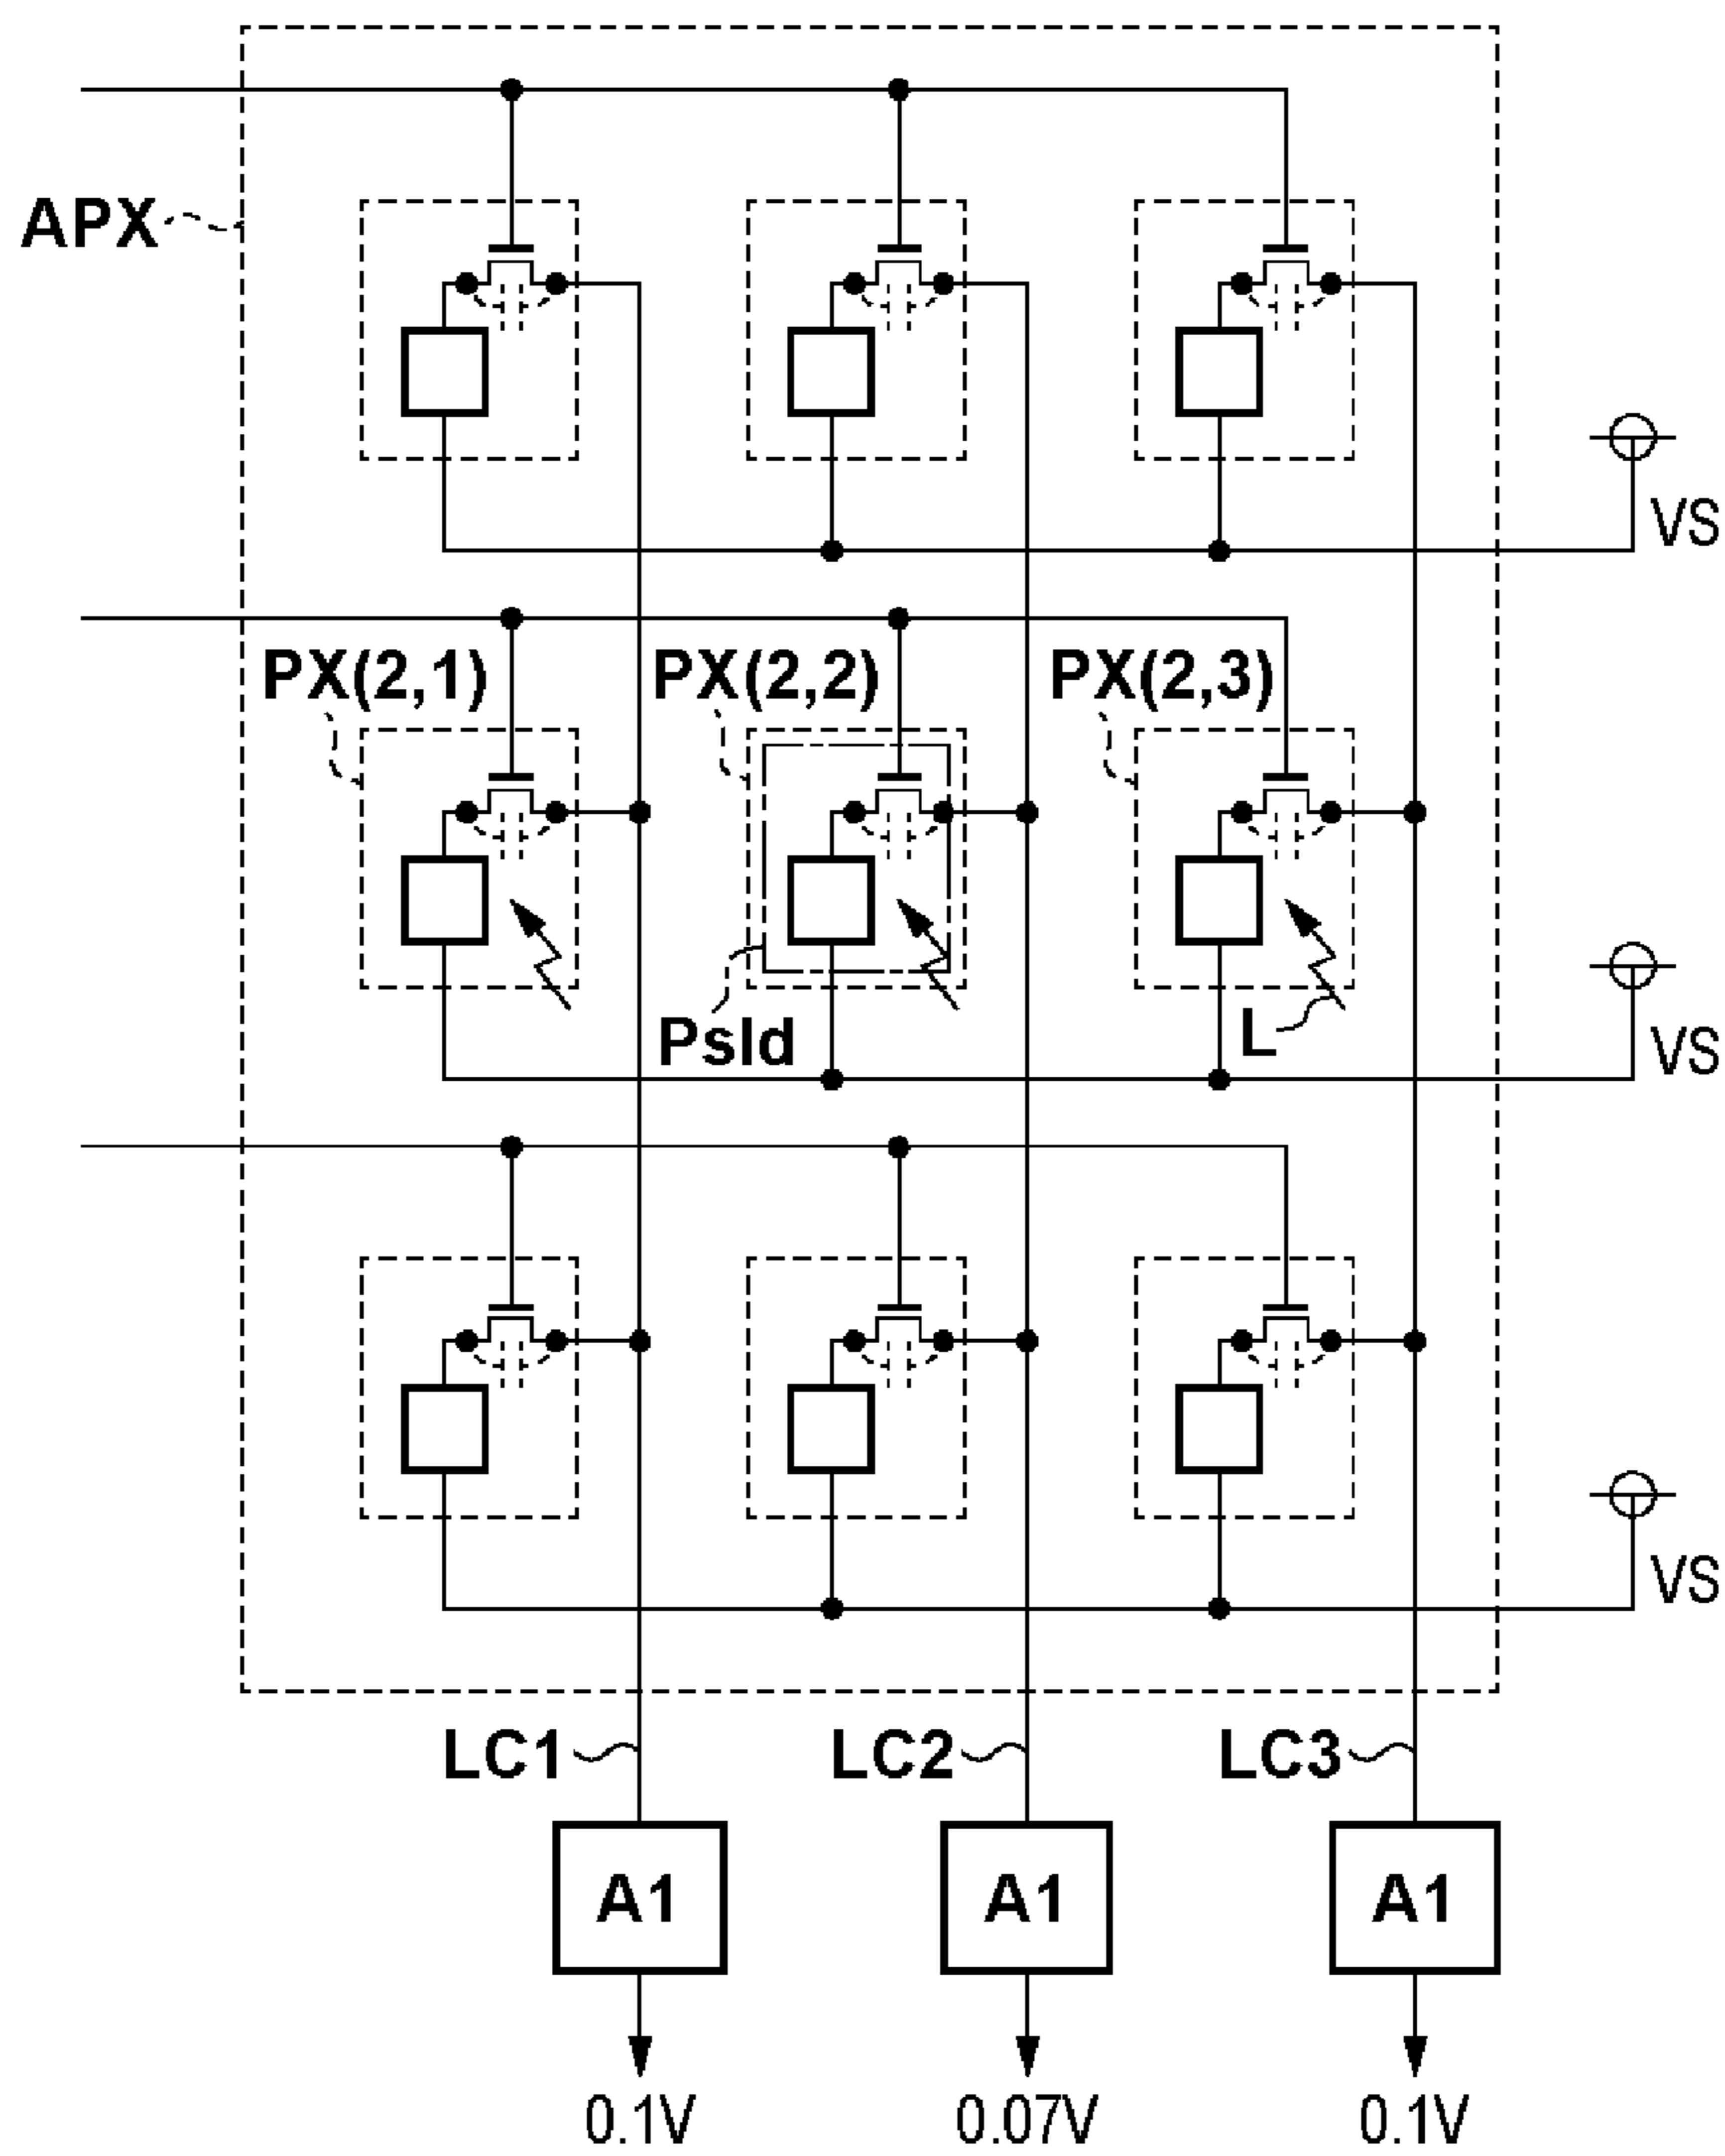 APX
VS
PX(2,1) PX(2,2) PX(2,3)
Psld L
VS
VS
LC1 LC2 LC3
A1 A1 A1
0.1V 0.07V 0.1V